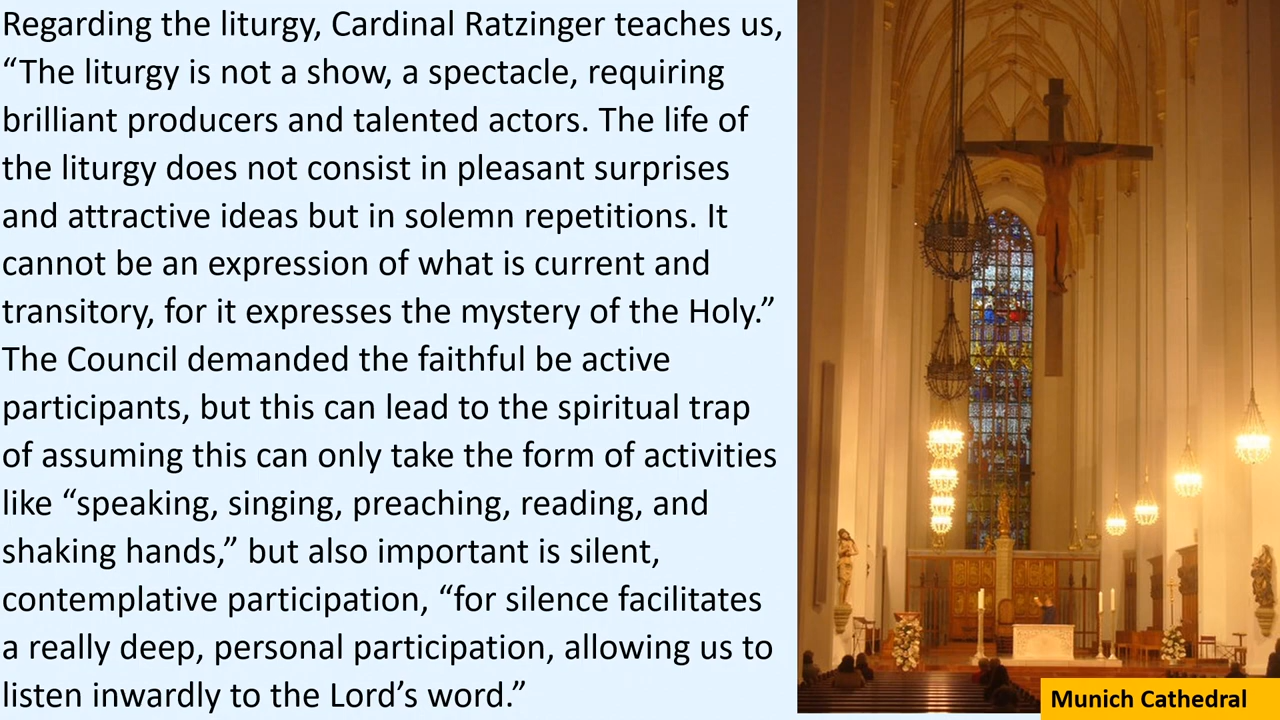 Regarding the liturgy, Cardinal Ratzinger teaches us,
“The liturgy is not a show, a spectacle, requiring
brilliant producers and talented actors. The life of
the liturgy does not consist in pleasant surprises
and attractive ideas but in solemn repetitions. It
cannot be an expression of what is current and
transitory, for it expresses the mystery of the Holy.”
The Council demanded the faithful be active
participants, but this can lead to the spiritual trap
of assuming this can only take the form of activities
like “speaking, singing, preaching, reading, and
shaking hands,” but also important is silent,
contemplative participation, “for silence facilitates
a really deep, personal participation, allowing us to
listen inwardly to the Lord’s word.”
Munich Cathedral